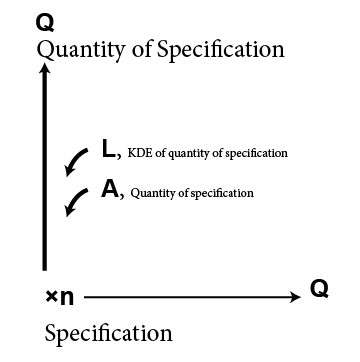 Q
Quantity of Specification
L, KDE of quantity of specification
A, Quantity of specification
×n Q
Specification